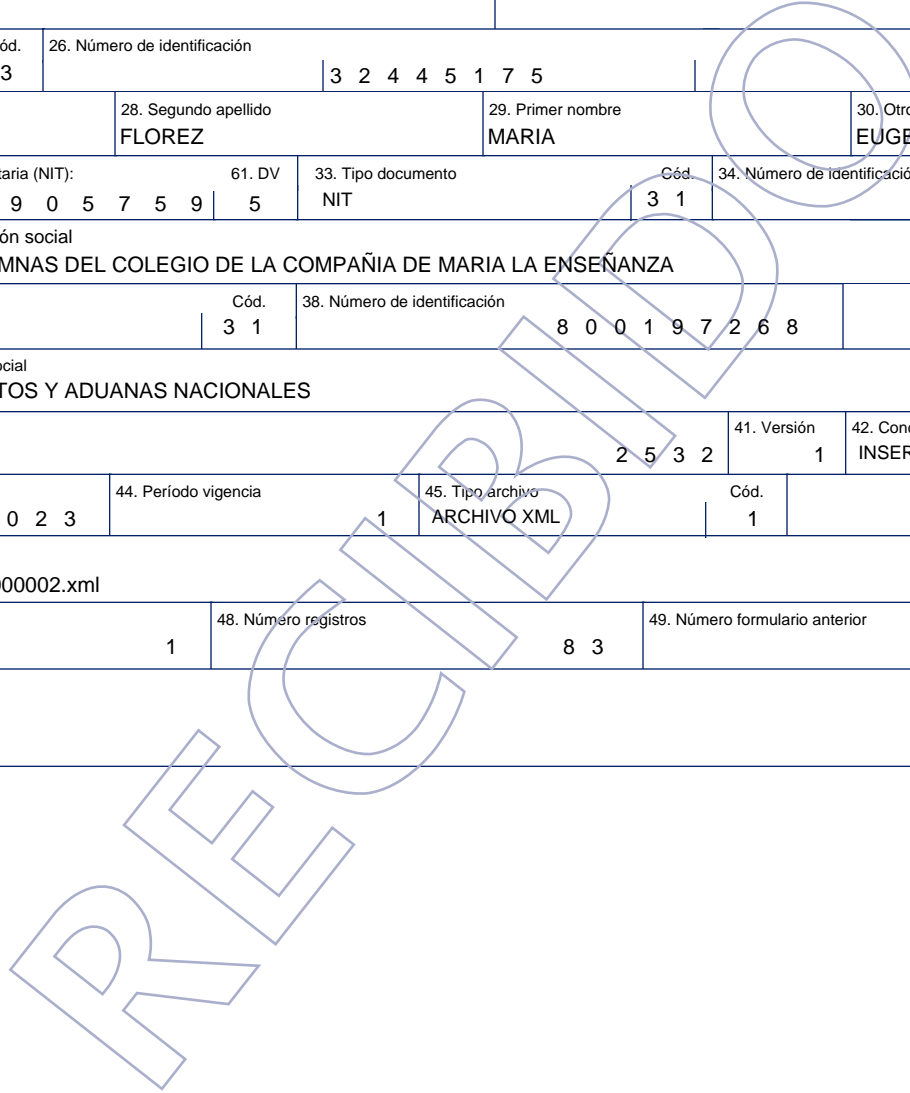 ód. 26. Número de identificación
3 3 2 4 4 5 1 7 5
28. Segundo apellido 29. Primer nombre 30. Otro
FLOREZ MARIA EUGE
taria (NIT): 61. DV 33. Tipo documento Cód. 34. Número de identificació
9 0 5 7 5 9 5 NIT 3 1
ón social
MNAS DEL COLEGIO DE LA COMPAÑIA DE MARIA LA ENSEÑANZA
Cód. 38. Número de identificación
3 1 8 0 0 1 9 7 2 6 8
ocial
TOS Y ADUANAS NACIONALES
41. Versión 42. Conc
2 5 3 2 1 INSER
44. Período vigencia 45. Tipo archivo Cód.
0 2 3 1 ARCHIVO XML 1
000002.xml
48. Número registros 49. Número formulario anterior
1 8 3
RECIBIDO